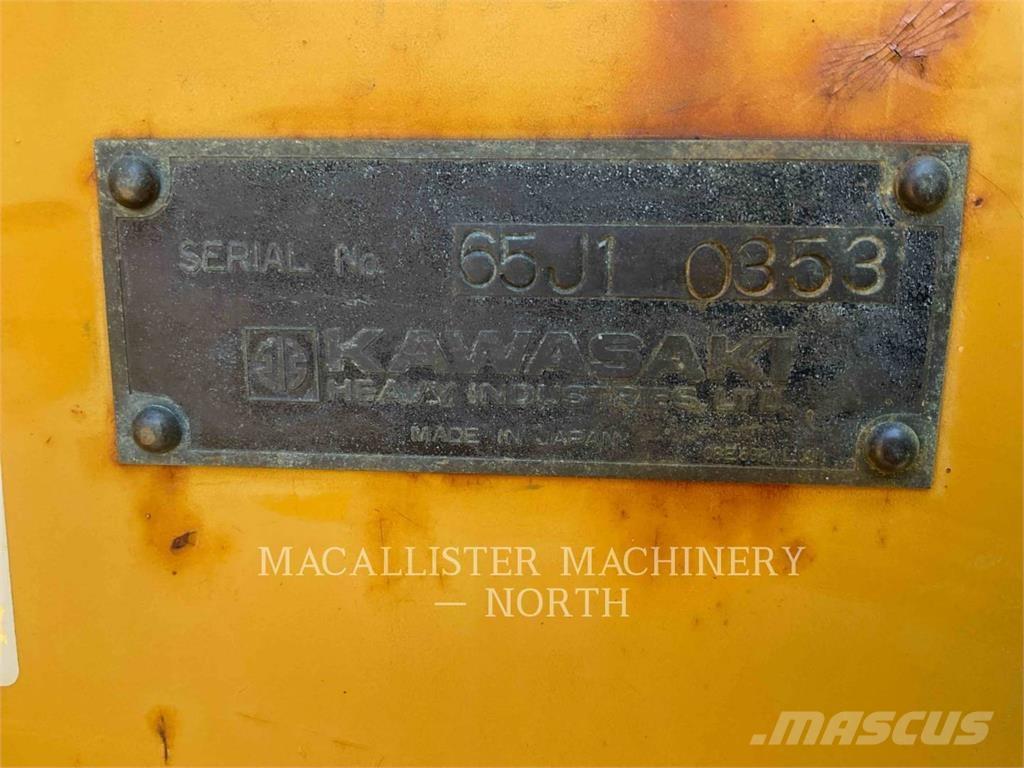 SERIAL No. 65J1 0353
KAWASAKI
HEAVY INDUSTRIES, LTD.
MADE IN JAPAN
MACALLISTER MACHINERY
— NORTH
MASCUS